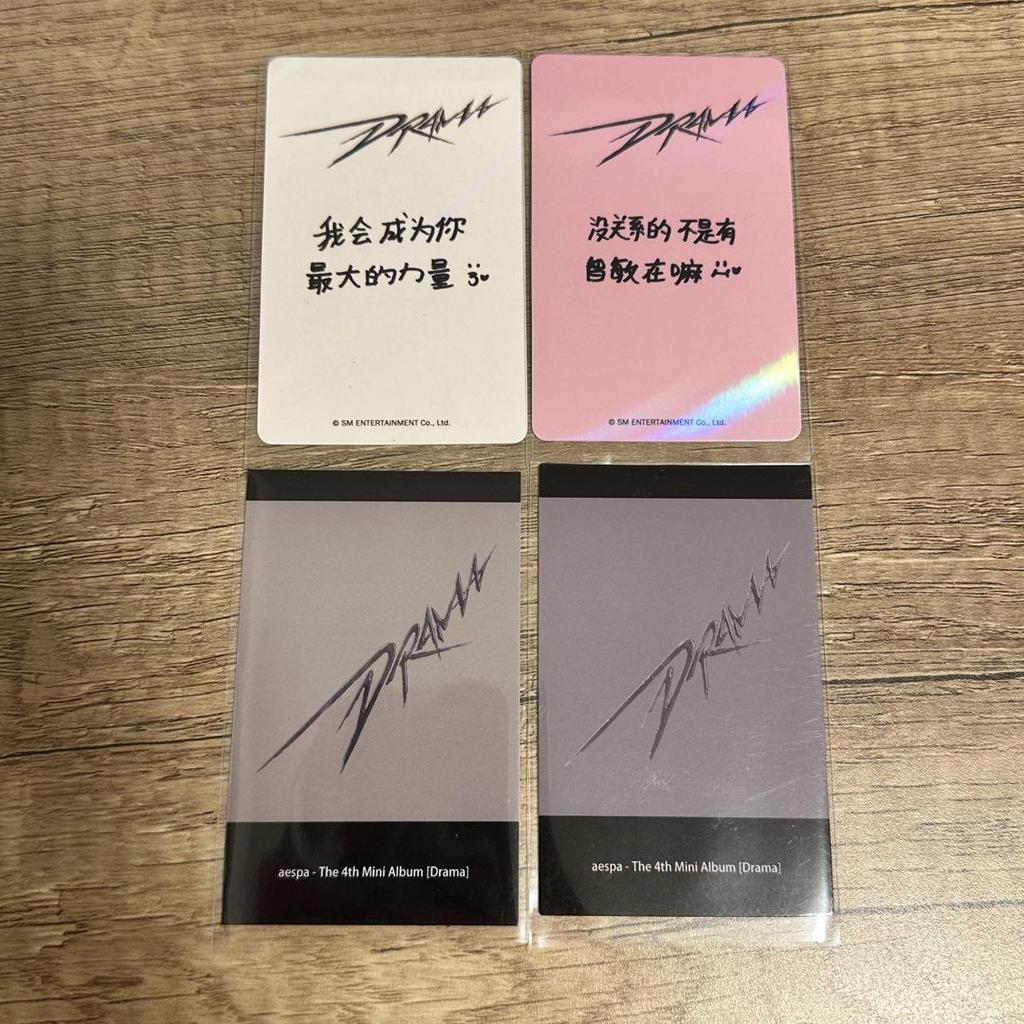 DRAMA
我会成为你
最大的力量
© SM ENTERTAINMENT Co., Ltd.
DRAMA
没关系的 不是有
曾敏在嘛
© SM ENTERTAINMENT Co., Ltd.
DRAMA
aespa - The 4th Mini Album [Drama]
DRAMA
aespa - The 4th Mini Album [Drama]